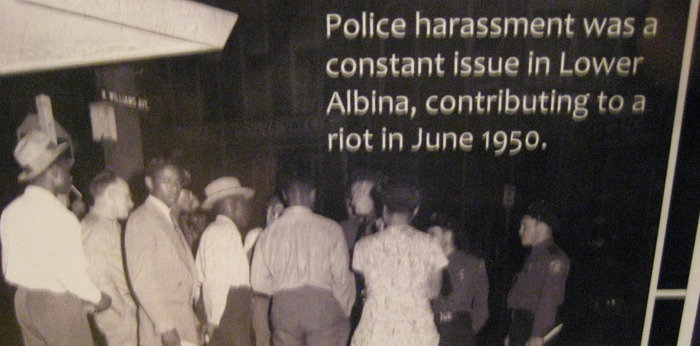 Police harassment was a
constant issue in Lower
Albina, contributing to a
riot in June 1950.
N. WILLIAMS AVE.